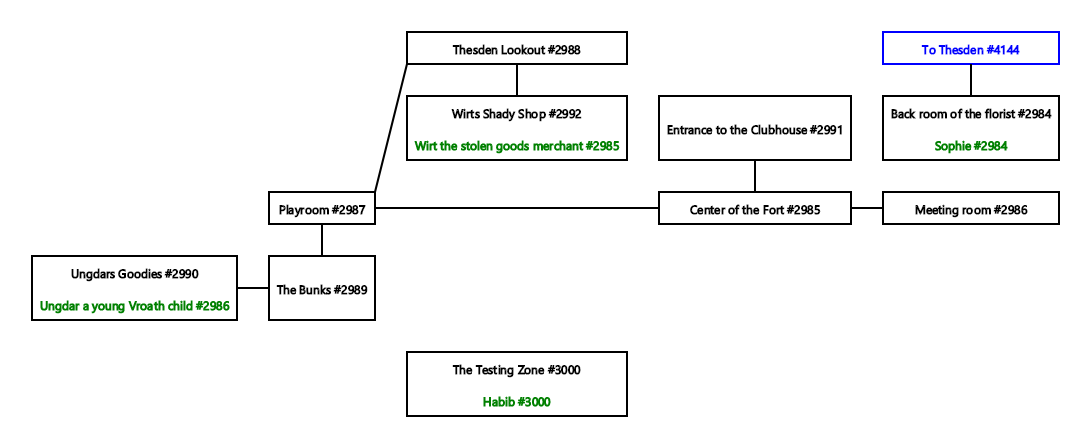 Thesden Lookout #2988
To Thesden #4144
Wirts Shady Shop #2992
Wirt the stolen goods merchant #2985
Entrance to the Clubhouse #2991
Back room of the florist #2984
Sophie #2984
Playroom #2987
Center of the Fort #2985
Meeting room #2986
Ungdars Goodies #2990
Ungdar a young Vroath child #2986
The Bunks #2989
The Testing Zone #3000
Habib #3000